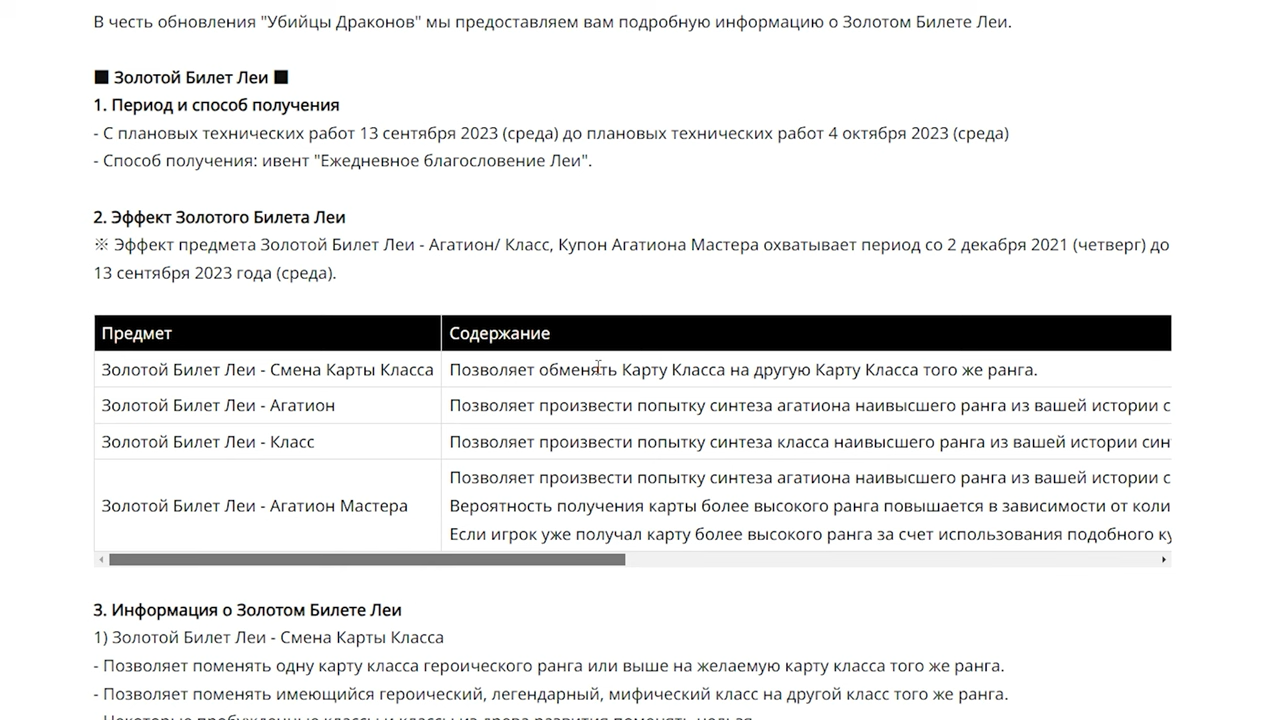 В честь обновления "Убийцы Драконов" мы предоставляем вам подробную информацию о Золотом Билете Леи.
■ Золотой Билет Леи ■
1. Период и способ получения
- С плановых технических работ 13 сентября 2023 (среда) до плановых технических работ 4 октября 2023 (среда)
- Способ получения: ивент "Ежедневное благословение Леи".
2. Эффект Золотого Билета Леи
※ Эффект предмета Золотой Билет Леи - Агатион/ Класс, Купон Агатиона Мастера охватывает период со 2 декабря 2021 (четверг) до
13 сентября 2023 года (среда).
Предмет Содержание
Золотой Билет Леи - Смена Карты Класса Позволяет обменять Карту Класса на другую Карту Класса того же ранга.
Золотой Билет Леи - Агатион Позволяет произвести попытку синтеза агатиона наивысшего ранга из вашей истории с
Золотой Билет Леи - Класс Позволяет произвести попытку синтеза класса наивысшего ранга из вашей истории син
Позволяет произвести попытку синтеза агатиона наивысшего ранга из вашей истории с
Золотой Билет Леи - Агатион Мастера Вероятность получения карты более высокого ранга повышается в зависимости от коли
Если игрок уже получал карту более высокого ранга за счет использования подобного ку
3. Информация о Золотом Билете Леи
1) Золотой Билет Леи - Смена Карты Класса
- Позволяет поменять одну карту класса героического ранга или выше на желаемую карту класса того же ранга.
- Позволяет поменять имеющийся героический, легендарный, мифический класс на другой класс того же ранга.
- Некоторые пробужденные классы и классы из древа развития поменять нельзя